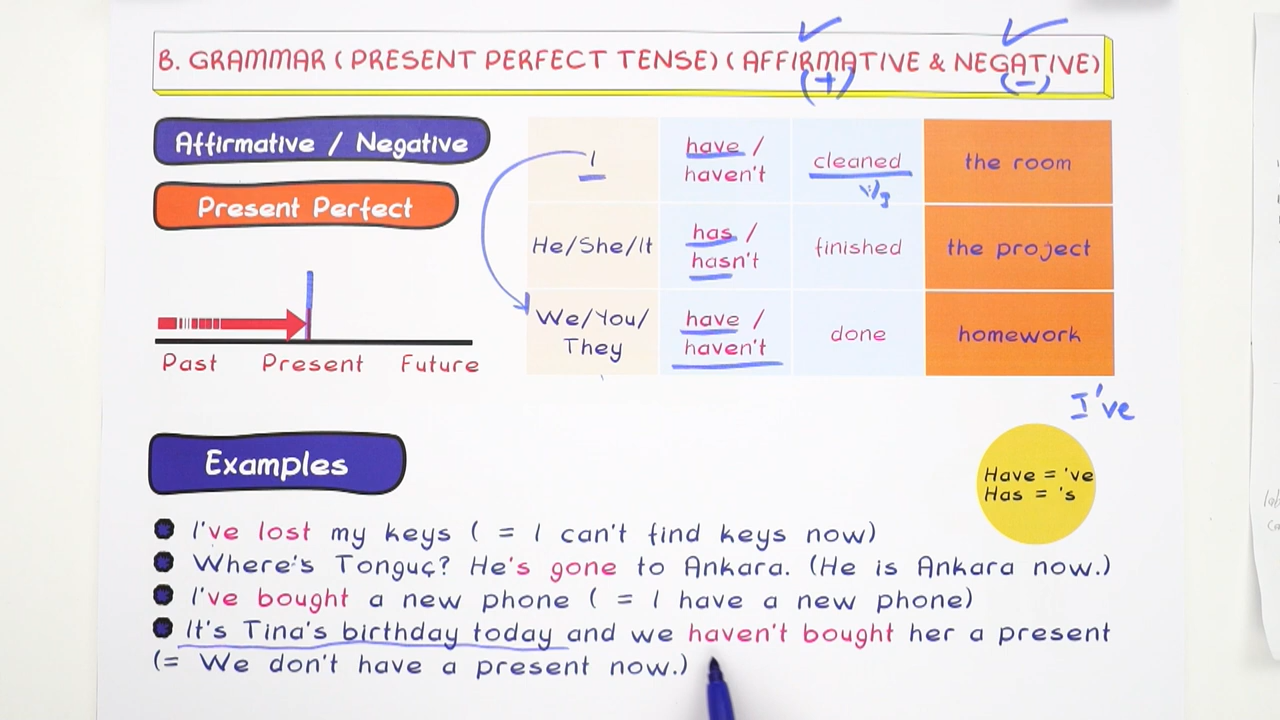 B. GRAMMAR ( PRESENT PERFECT TENSE) ( AFFIRMATIVE & NEGATIVE)
(+) (-)
Affirmative / Negative
Present Perfect
Past Present Future
I have / haven't cleaned the room
V3
He/She/It has / hasn't finished the project
We/You/ They have / haven't done homework
I've
Examples
Have = 've
Has = 's
I've lost my keys ( = I can't find keys now)
Where's Tonguç? He's gone to Ankara. (He is Ankara now.)
I've bought a new phone ( = I have a new phone)
It's Tina's birthday today and we haven't bought her a present
(= We don't have a present now.)